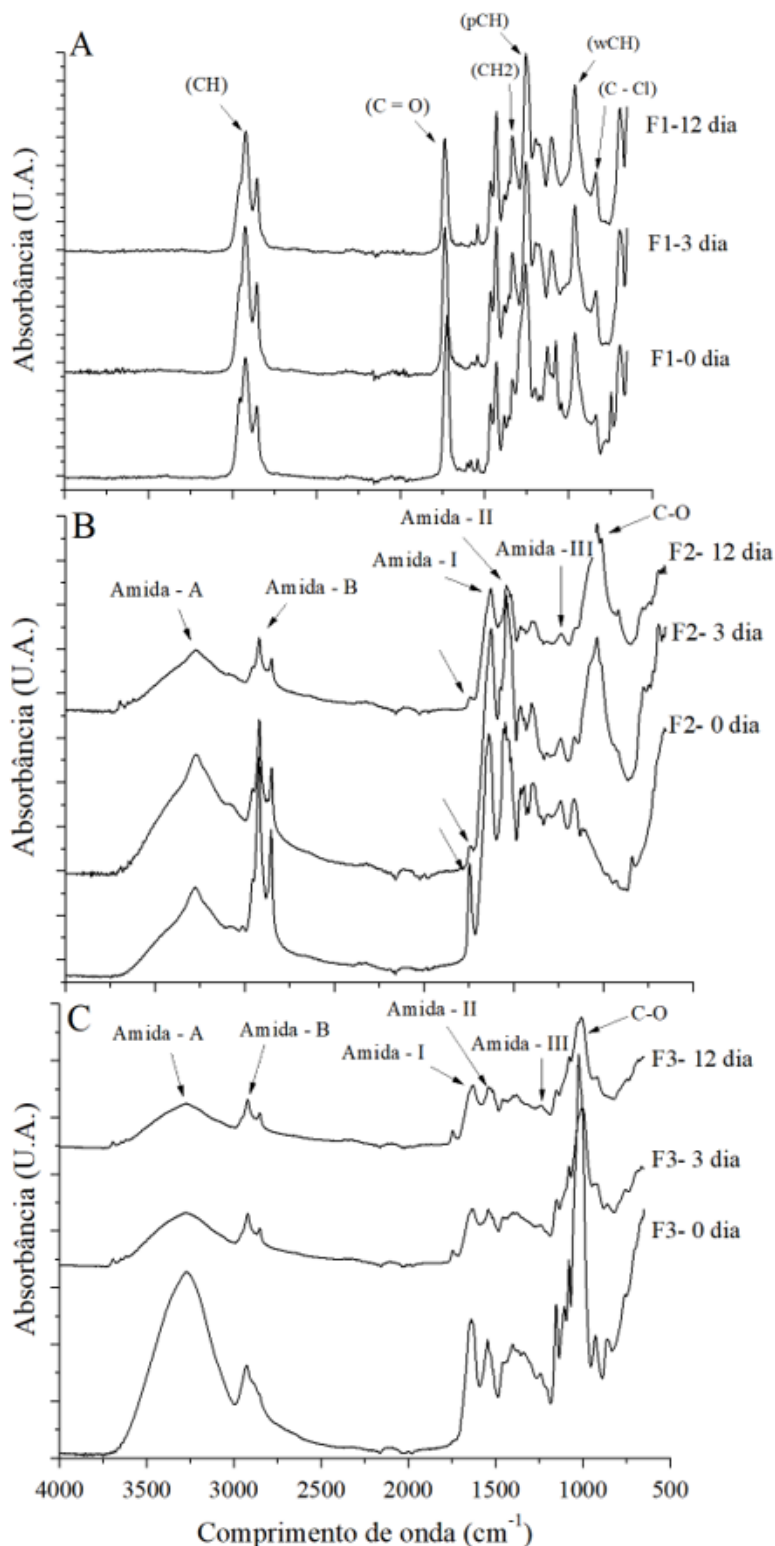 A
(pCH)
(wCH)
(CH2)
(CH)
(C = O)
(C - Cl)
F1-12 dia
F1-3 dia
F1-0 dia
Absorbância (U.A.)
B
Amida - II
C-O
Amida - I
Amida -III
F2- 12 dia
Amida - A
Amida - B
F2- 3 dia
F2- 0 dia
Absorbância (U.A.)
C
Amida - II
C-O
Amida - A
Amida - B
Amida - I
Amida -III
F3- 12 dia
F3- 3 dia
F3- 0 dia
Absorbância (U.A.)
4000 3500 3000 2500 2000 1500 1000 500
Comprimento de onda (cm⁻¹)